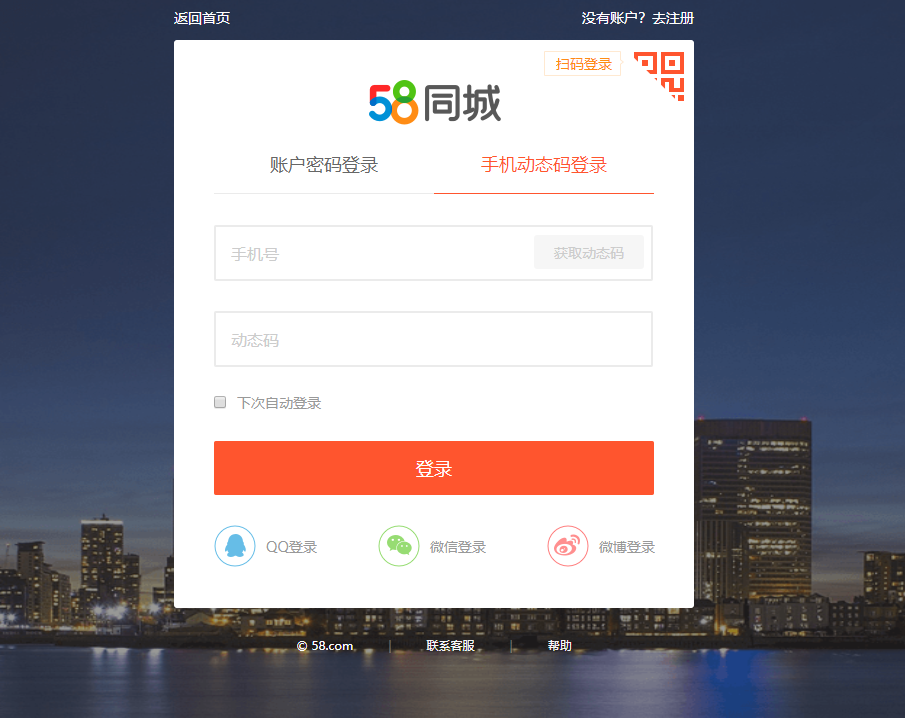 返回首页
没有账户？去注册
扫码登录
58同城
账户密码登录
手机动态码登录
手机号
获取动态码
动态码
下次自动登录
登录
QQ登录
微信登录
微博登录
© 58.com | 联系客服 | 帮助